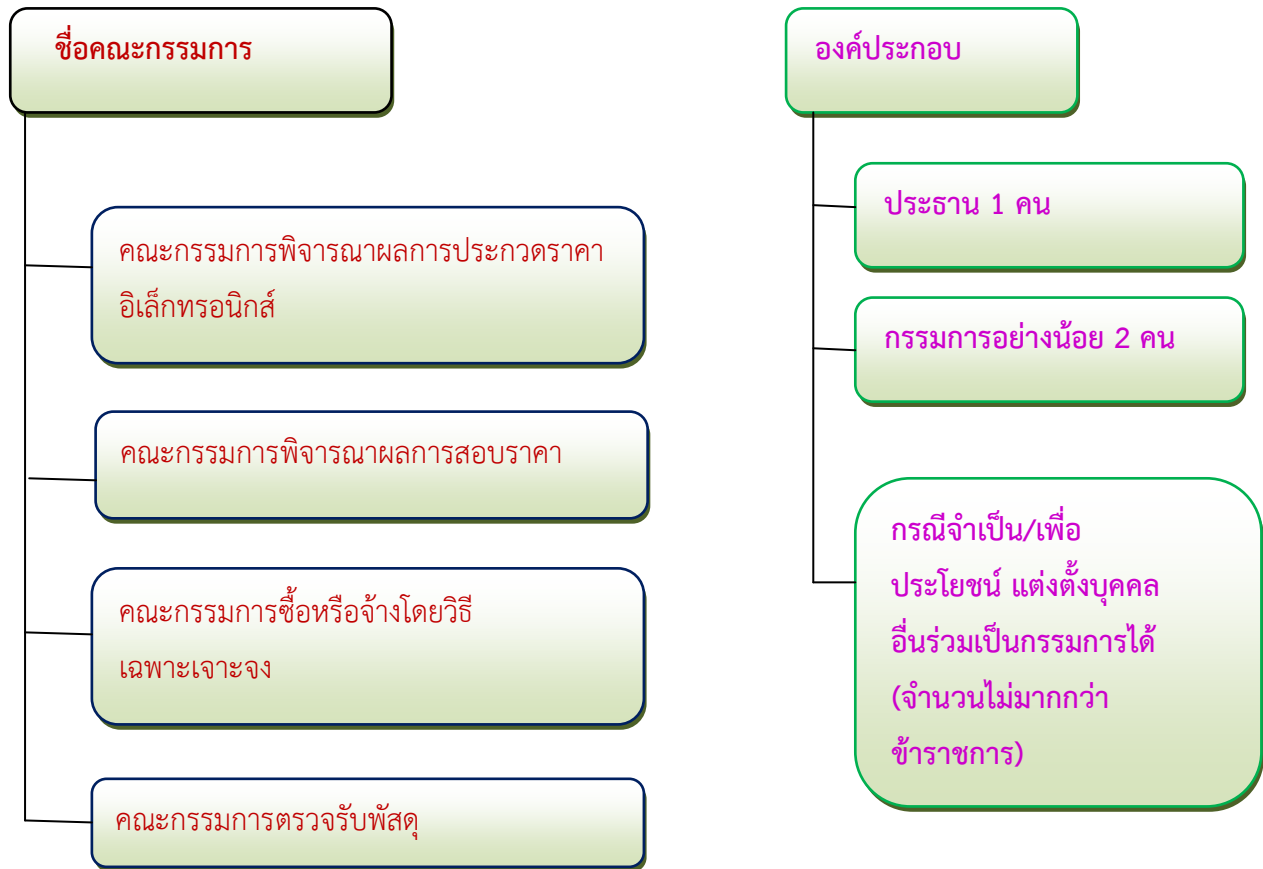 ชื่อคณะกรรมการ
คณะกรรมการพิจารณาผลการประกวดราคา
อิเล็กทรอนิกส์
คณะกรรมการพิจารณาผลการสอบราคา
คณะกรรมการซื้อหรือจ้างโดยวิธี
เฉพาะเจาะจง
คณะกรรมการตรวจรับพัสดุ
องค์ประกอบ
ประธาน 1 คน
กรรมการอย่างน้อย 2 คน
กรณีจำเป็น/เพื่อ
ประโยชน์ แต่งตั้งบุคคล
อื่นร่วมเป็นกรรมการได้
(จำนวนไม่มากกว่า
ข้าราชการ)